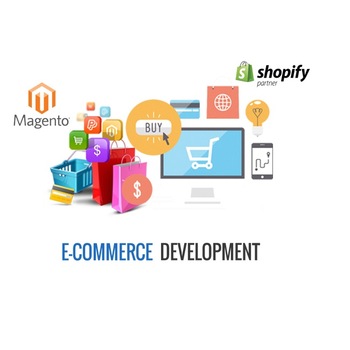 Magento
shopify
partner
BUY
$
$
E-COMMERCE DEVELOPMENT